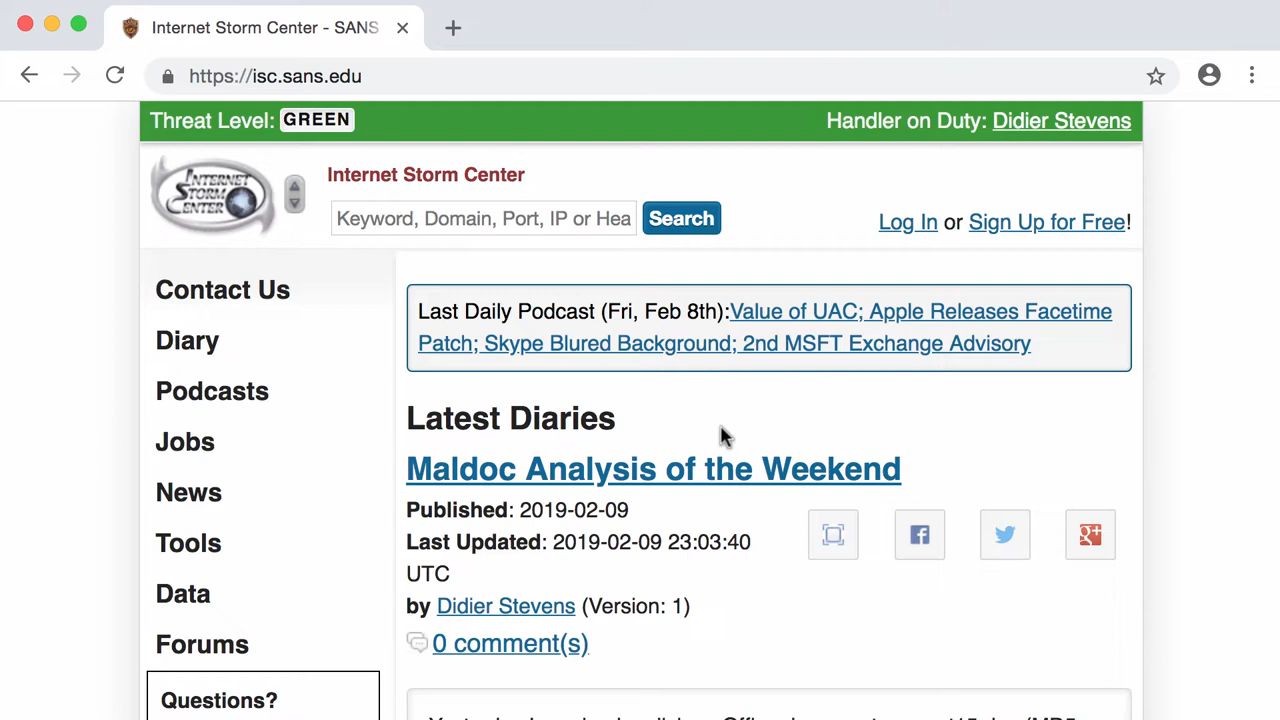 Internet Storm Center - SANS
https://isc.sans.edu
Threat Level: GREEN
Handler on Duty: Didier Stevens
INTERNET
STORM
CENTER
Internet Storm Center
Keyword, Domain, Port, IP or Hea
Search
Log In or Sign Up for Free!
Contact Us
Diary
Podcasts
Jobs
News
Tools
Data
Forums
Questions?
Last Daily Podcast (Fri, Feb 8th):Value of UAC; Apple Releases Facetime
Patch; Skype Blured Background; 2nd MSFT Exchange Advisory
Latest Diaries
Maldoc Analysis of the Weekend
Published: 2019-02-09
Last Updated: 2019-02-09 23:03:40
UTC
by Didier Stevens (Version: 1)
0 comment(s)